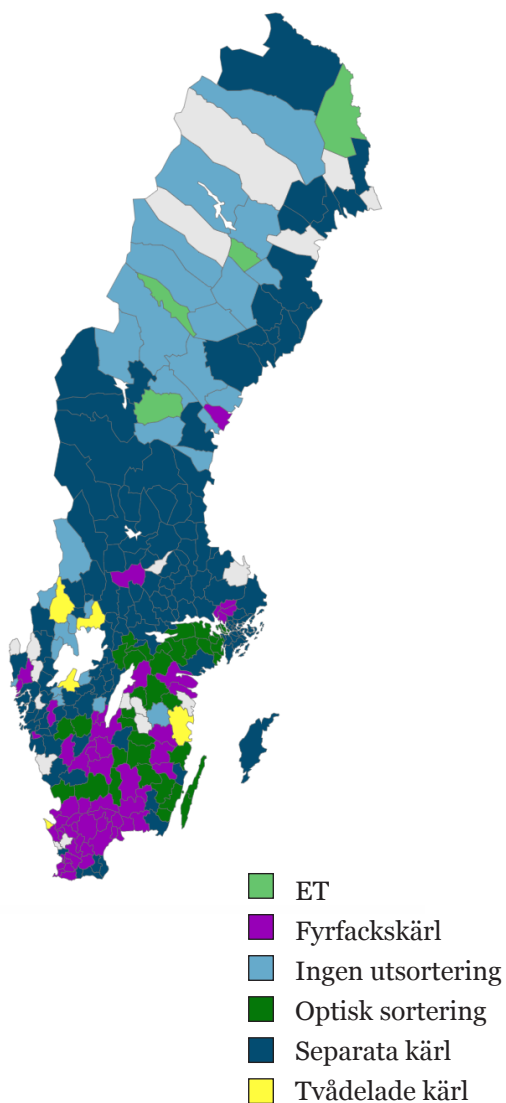 ET
Fyrfackskärl
Ingen utsortering
Optisk sortering
Separata kärl
Tvådelade kärl